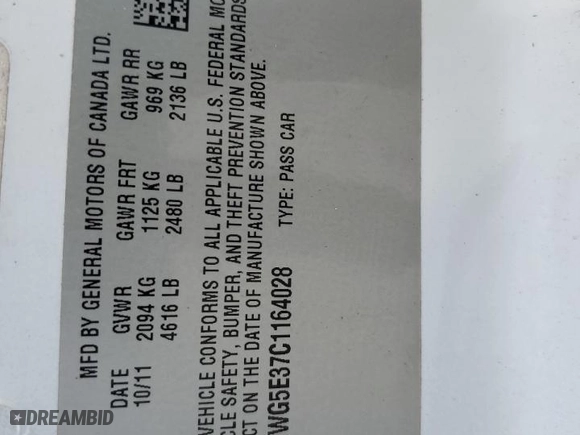 MFD BY GENERAL MOTORS OF CANADA LTD.
DATE GVWR GAWR FRT GAWR RR
10/11 2094 KG 1125 KG 969 KG
4616 LB 2480 LB 2136 LB
VEHICLE CONFORMS TO ALL APPLICABLE U.S. FEDERAL
SAFETY, BUMPER, AND THEFT PREVENTION STANDARDS
ON THE DATE OF MANUFACTURE SHOWN ABOVE.
WG5E37C1164028 TYPE: PASS CAR
DREAMBID